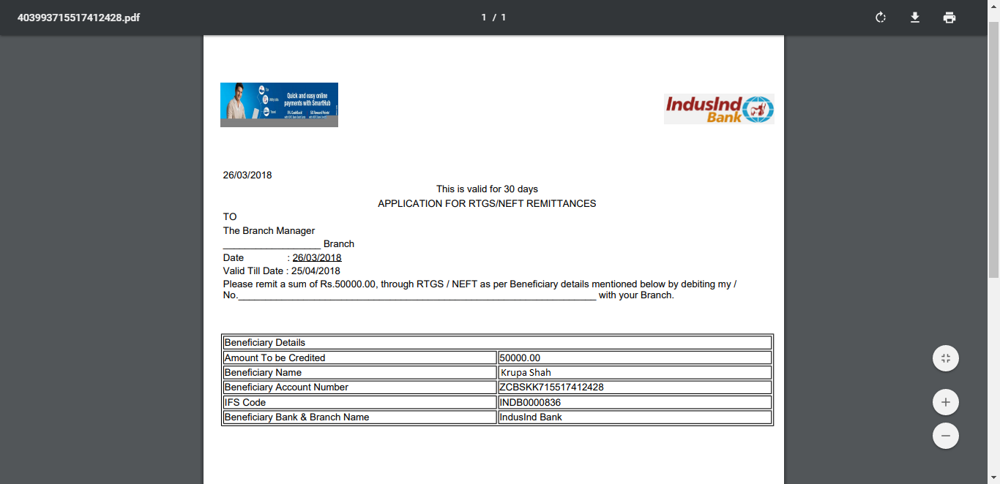 403993715517412428.pdf
1 / 1
Quick and easy online
payments with SmartHub
5% CashBack
IndusInd
Bank
26/03/2018
This is valid for 30 days
APPLICATION FOR RTGS/NEFT REMITTANCES
TO
The Branch Manager
__________________ Branch
Date : 26/03/2018
Valid Till Date : 25/04/2018
Please remit a sum of Rs.50000.00, through RTGS / NEFT as per Beneficiary details mentioned below by debiting my /
No.__________________________________________________________________ with your Branch.
Beneficiary Details
Amount To be Credited 50000.00
Beneficiary Name Krupa Shah
Beneficiary Account Number ZCBSKK715517412428
IFS Code INDB0000836
Beneficiary Bank & Branch Name IndusInd Bank